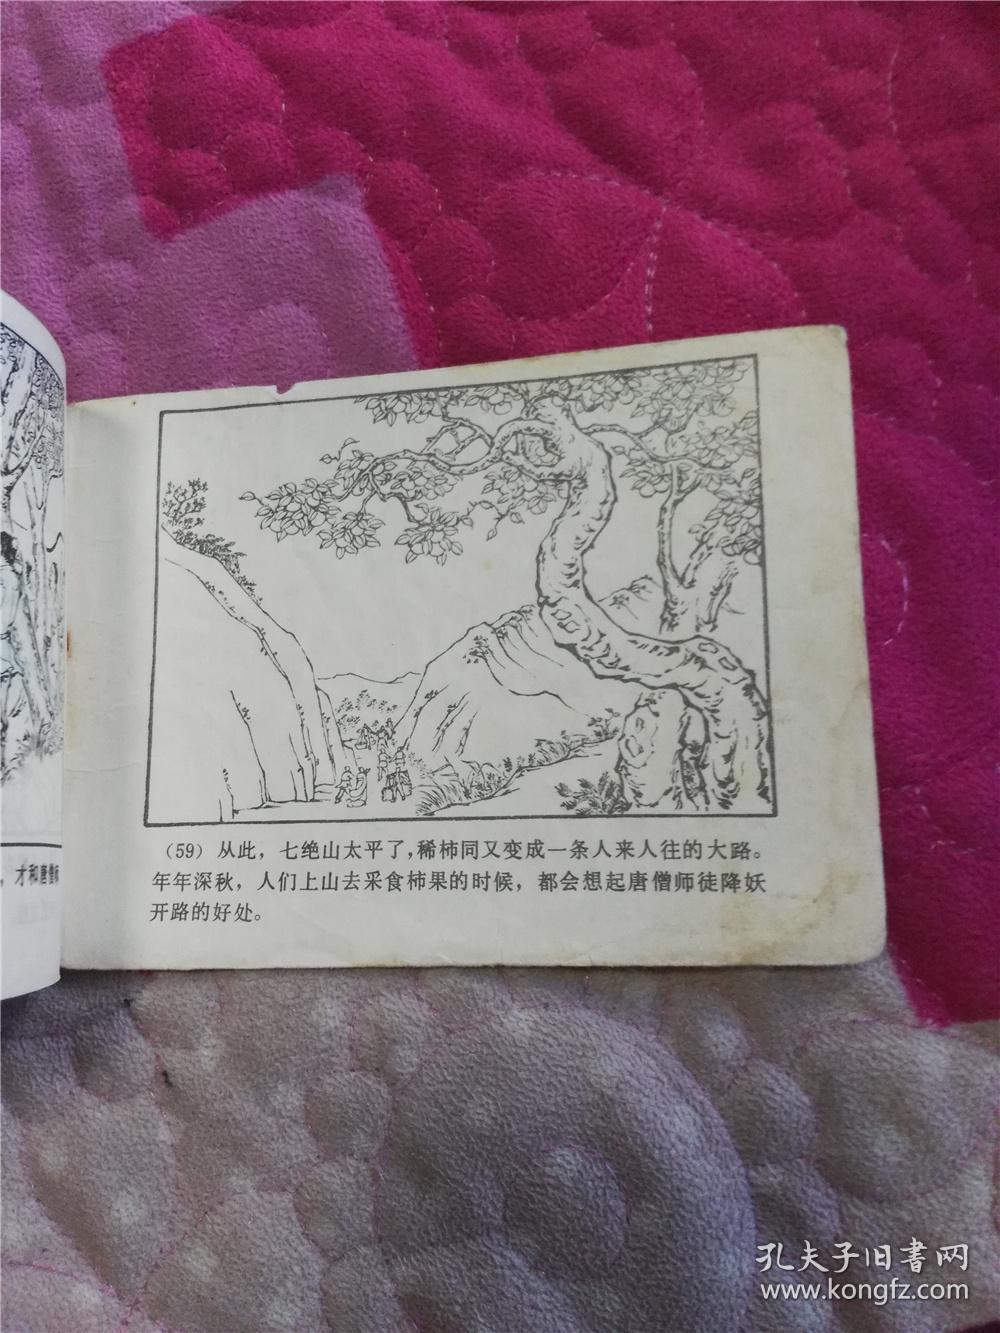 ，才和唐僧师
（59）从此，七绝山太平了，稀柿同又变成一条人来人往的大路。
年年深秋，人们上山去采食柿果的时候，都会想起唐僧师徒降妖
开路的好处。
孔夫子旧書网
www.kongfz.com